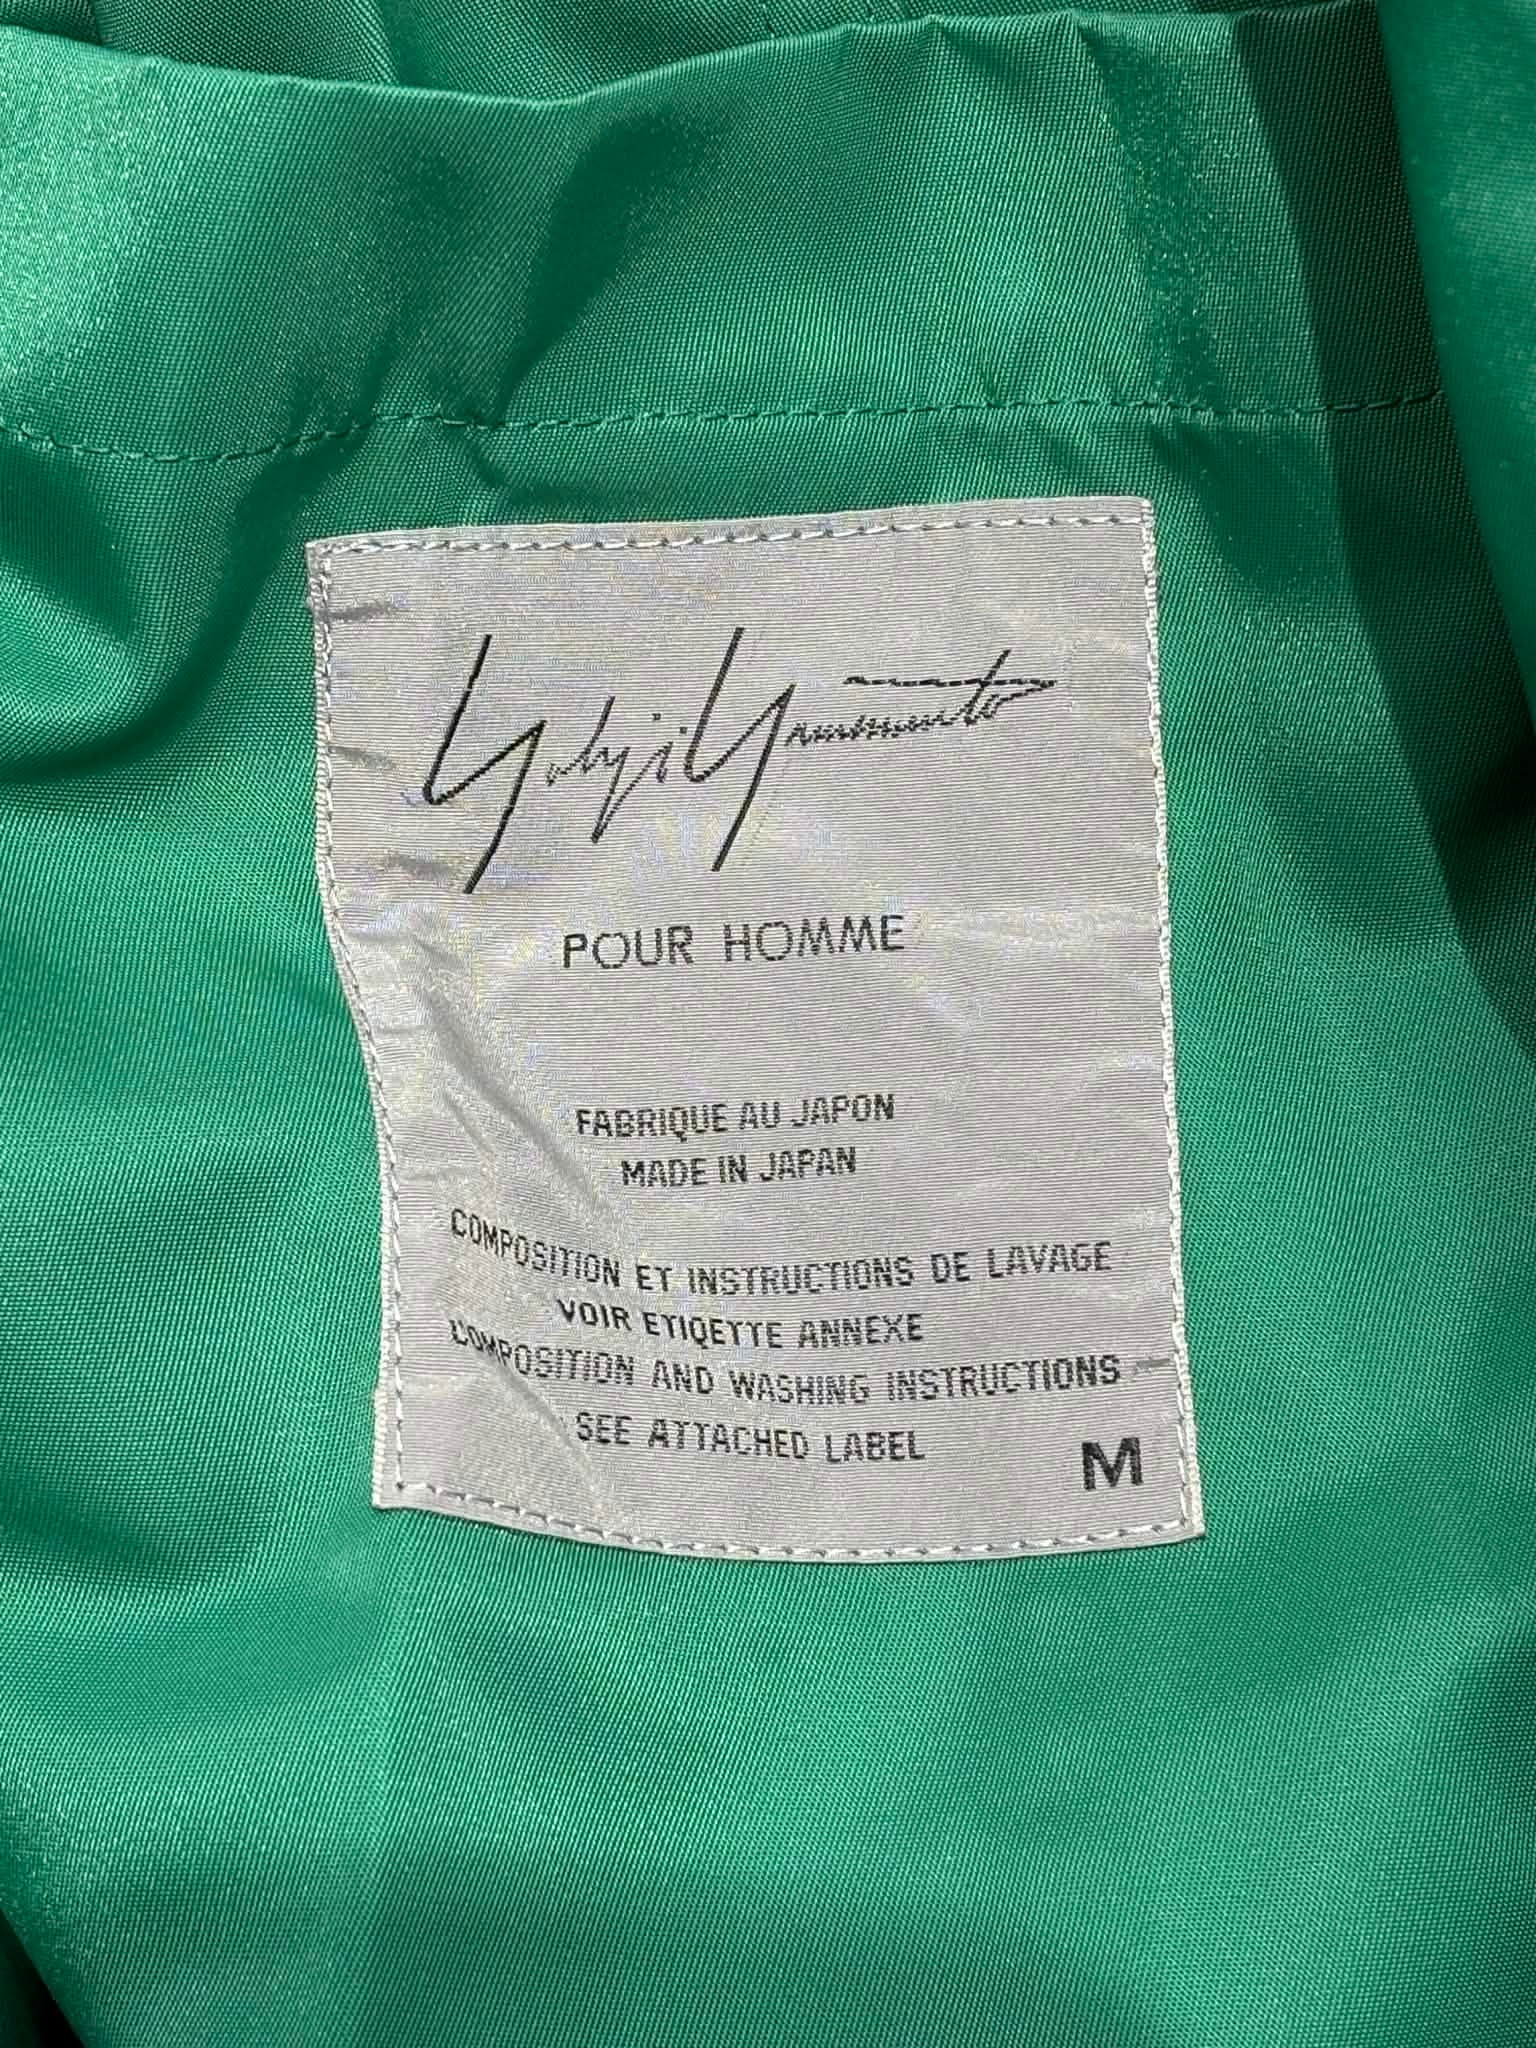 Yohji Yamamoto
POUR HOMME
FABRIQUE AU JAPON
MADE IN JAPAN
COMPOSITION ET INSTRUCTIONS DE LAVAGE
VOIR ETIQETTE ANNEXE
COMPOSITION AND WASHING INSTRUCTIONS
SEE ATTACHED LABEL
M